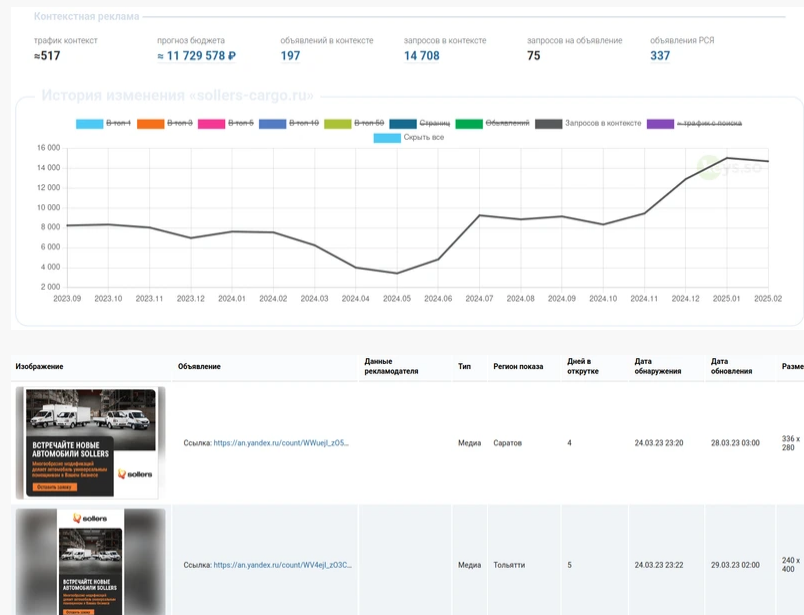 Контекстная реклама
трафик контекст
прогноз бюджета
объявлений в контексте
запросов в контексте
запросов на объявление
объявления РСЯ
≈517
≈ 11 729 578 ₽
197
14 708
75
337
История изменения «sollers-cargo.ru»
В топ 1
В топ 3
В топ 5
В топ 10
В топ 50
Страниц
Объявлений
Запросов в контексте
≈ трафик с поиска
Скрыть все
16 000
14 000
12 000
10 000
8 000
6 000
4 000
2 000
2023.09
2023.10
2023.11
2023.12
2024.01
2024.02
2024.03
2024.04
2024.05
2024.06
2024.07
2024.08
2024.09
2024.10
2024.11
2024.12
2025.01
2025.02
Изображение
Объявление
Данные
рекламодателя
Тип
Регион показа
Дней в
открутке
Дата
обнаружения
Дата
обновления
Разме
ВСТРЕЧАЙТЕ НОВЫЕ
АВТОМОБИЛИ SOLLERS
Оставить заявку
sollers
Ссылка: https://an.yandex.ru/count/WWuejI_zO5...
Медиа
Саратов
4
24.03.23 23:20
28.03.23 03:00
336 x
280
sollers
ВСТРЕЧАЙТЕ НОВЫЕ
АВТОМОБИЛИ SOLLERS
Ссылка: https://an.yandex.ru/count/WV4ejI_zO3C...
Медиа
Тольятти
5
24.03.23 23:22
29.03.23 02:00
240 x
400